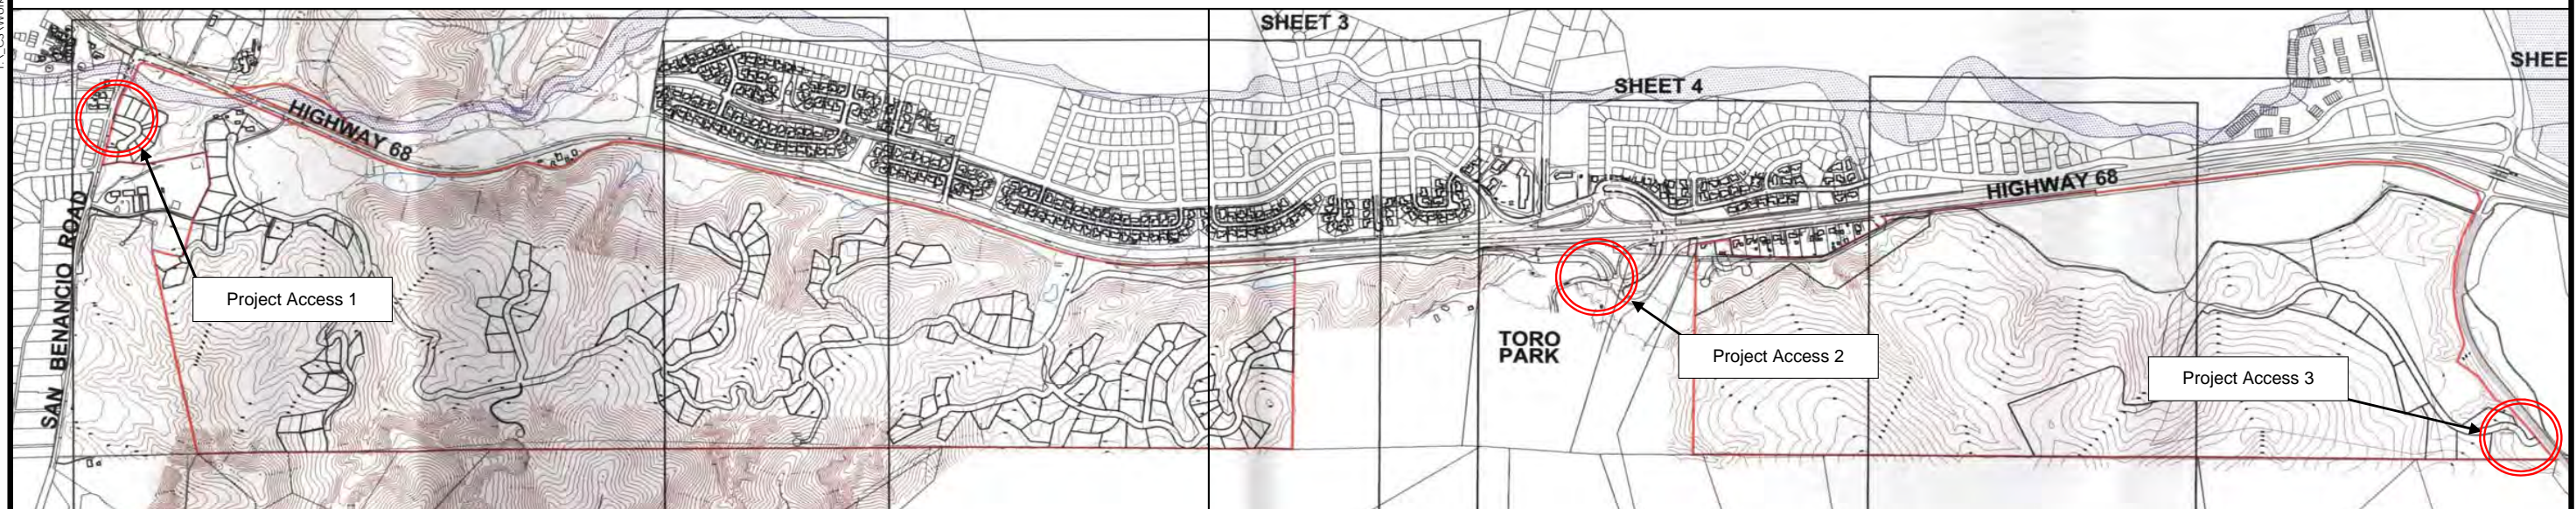 SHEET 3
SHEET 4
SHEE
HIGHWAY 68
HIGHWAY 68
SAN BENANCIO ROAD
Project Access 1
TORO
PARK
Project Access 2
Project Access 3